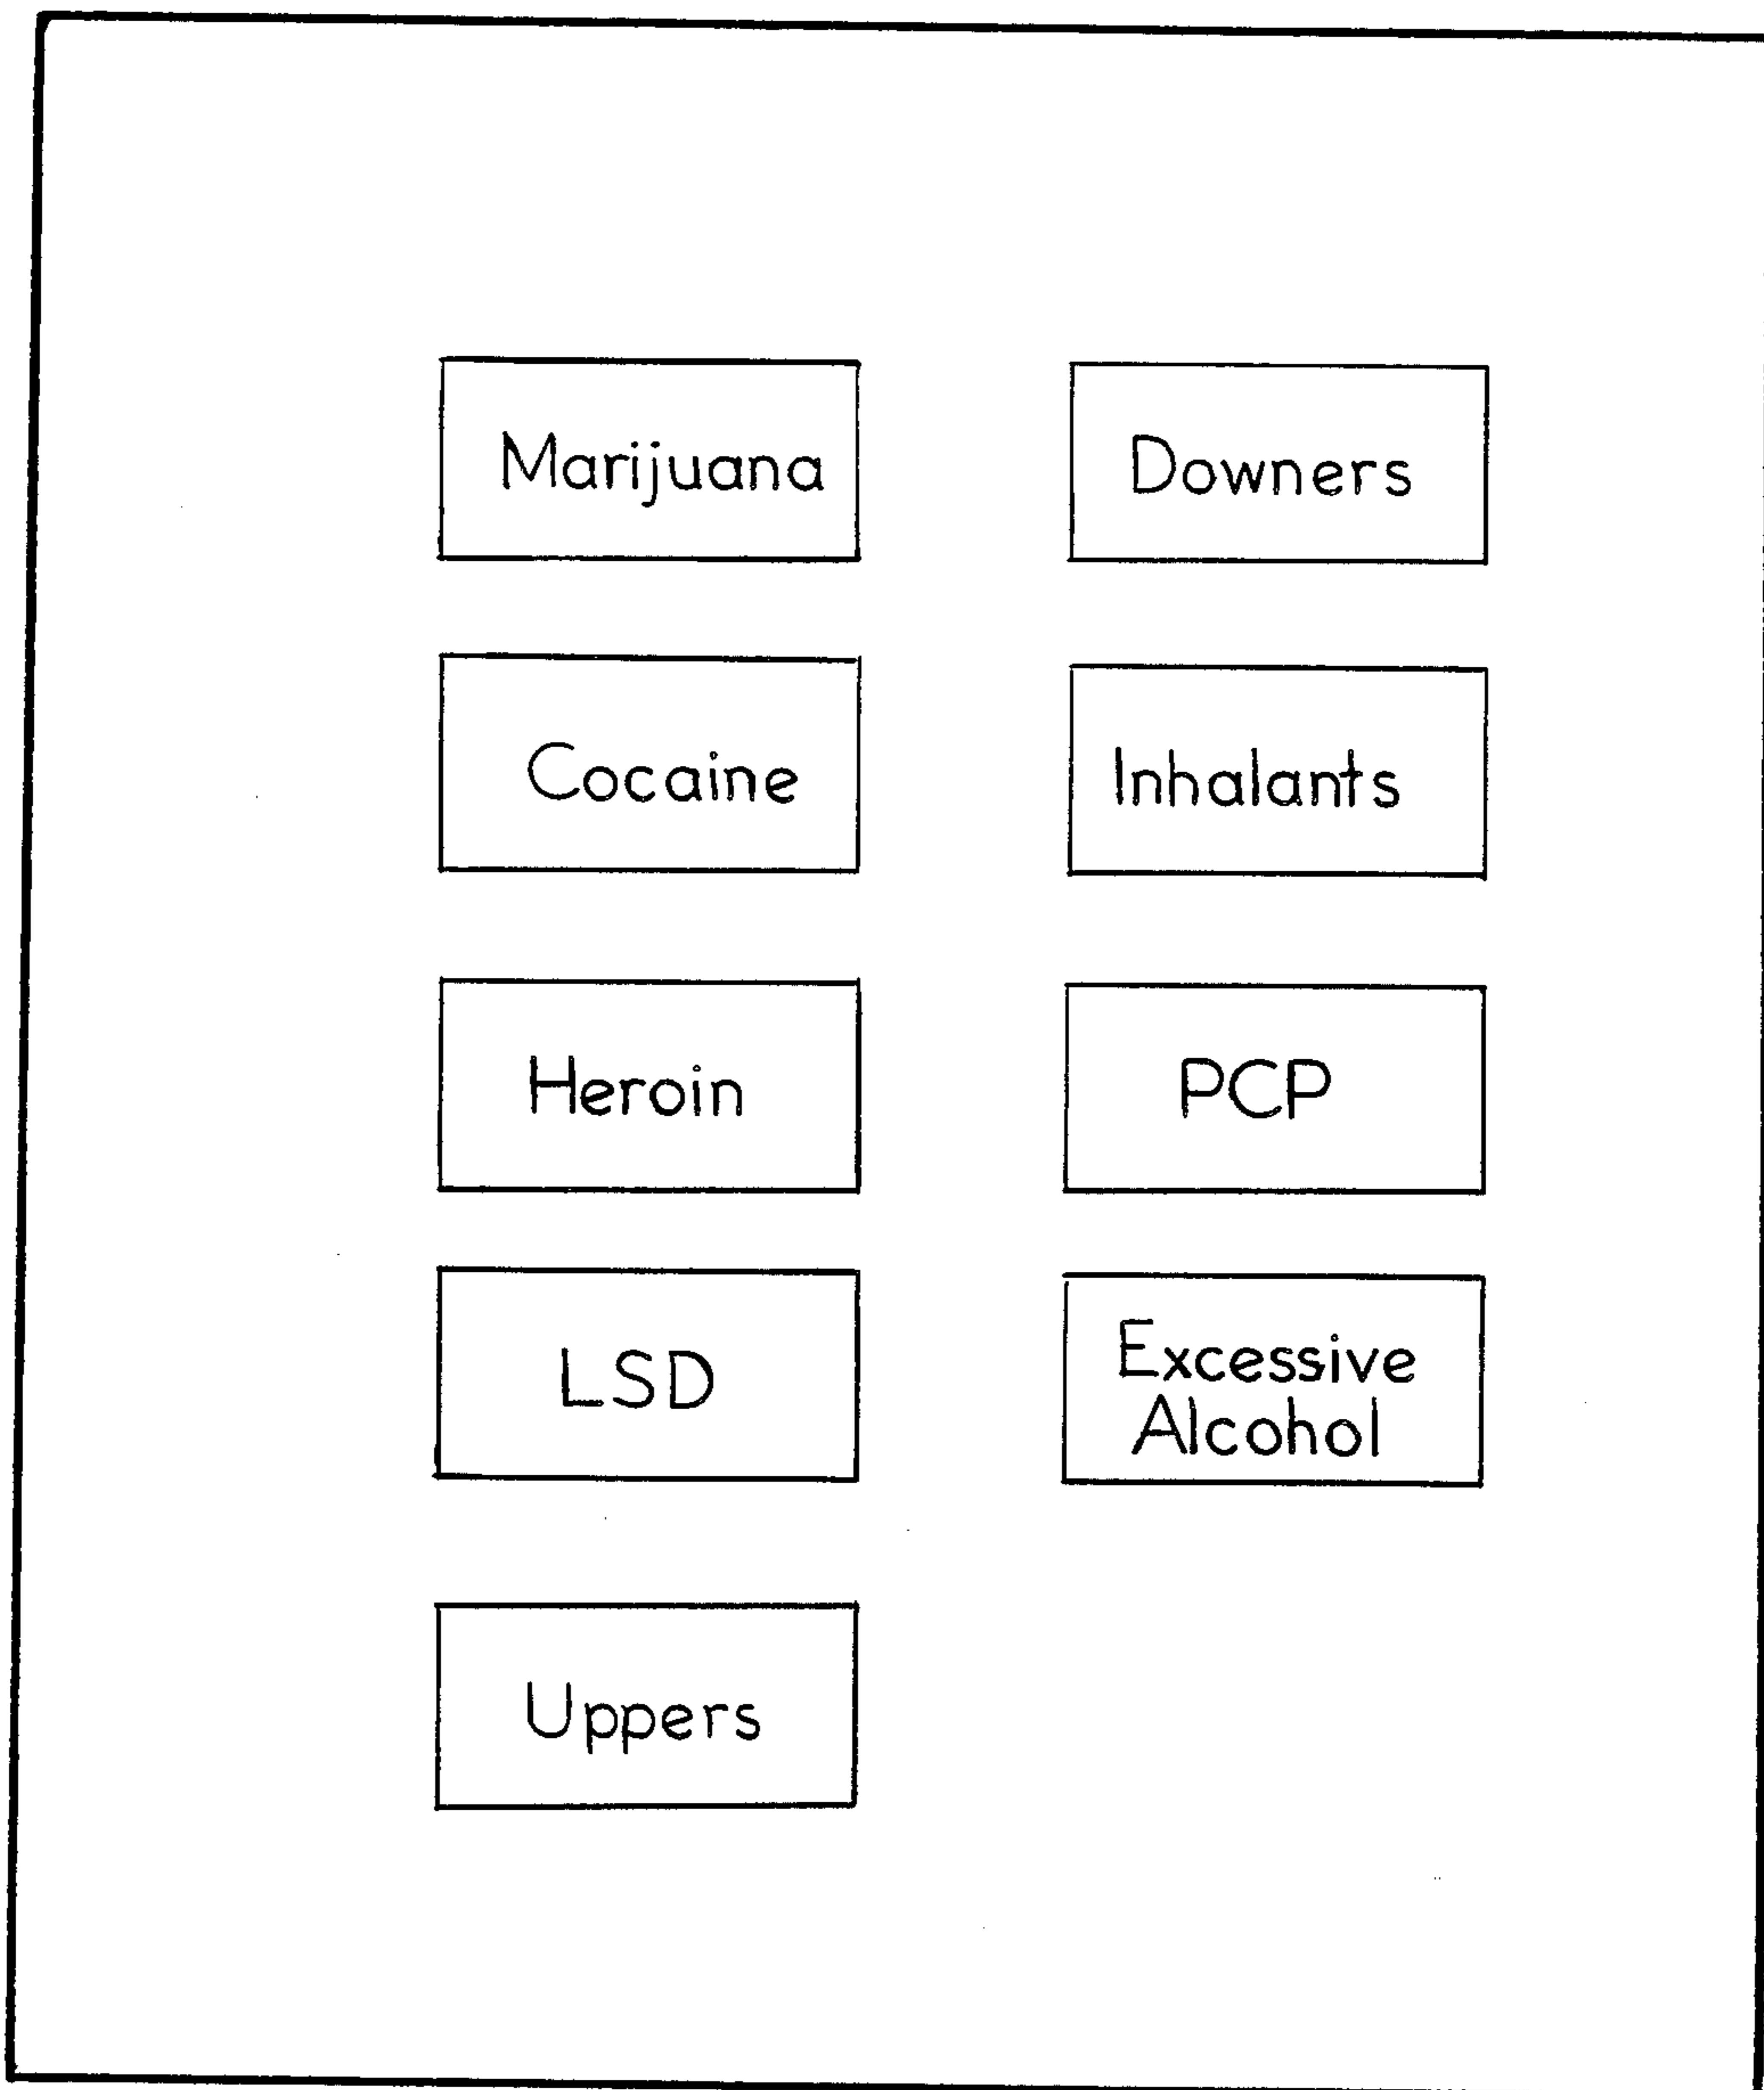 Marijuana
Downers
Cocaine
Inhalants
Heroin
PCP
LSD
Excessive
Alcohol
Uppers